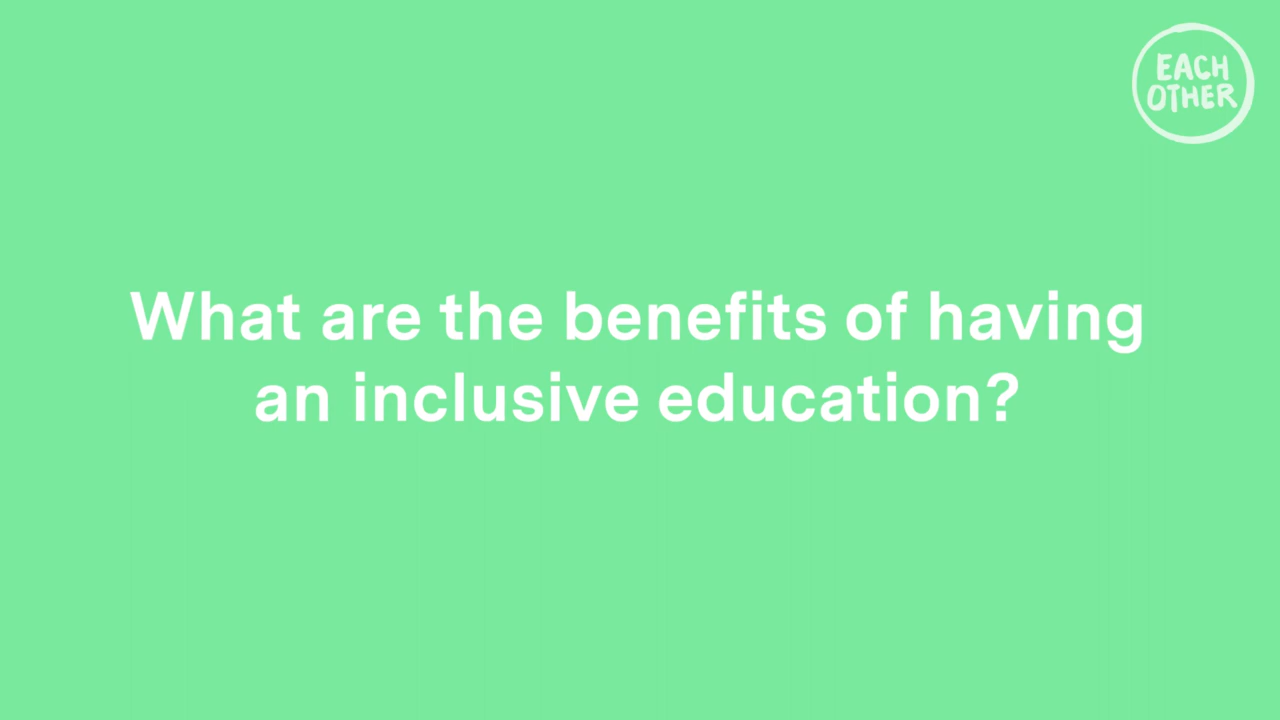 EACH
OTHER
What are the benefits of having
an inclusive education?